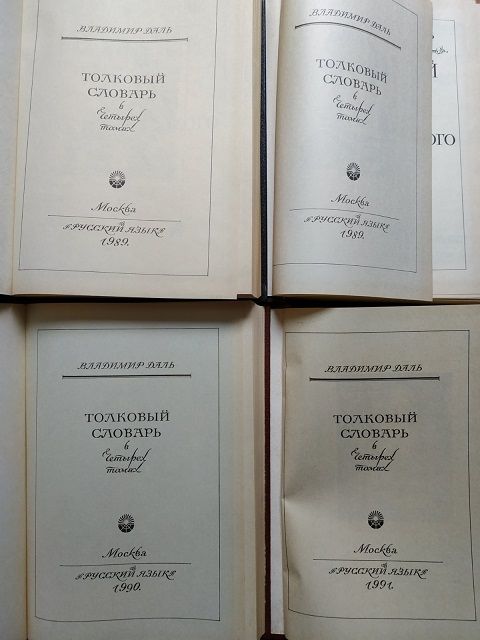 ВЛАДИМИР ДАЛЬ
ТОЛКОВЫЙ
СЛОВАРЬ
в
четырех
томах
Москва
«РУССКИЙ ЯЗЫК»
1989.
ВЛАДИМИР ДАЛЬ
ТОЛКОВЫЙ
СЛОВАРЬ
в
четырех
томах
Москва
«РУССКИЙ ЯЗЫК»
1989.
ОГО
ВЛАДИМИР ДАЛЬ
ТОЛКОВЫЙ
СЛОВАРЬ
в
четырех
томах
Москва
«РУССКИЙ ЯЗЫК»
1990.
ВЛАДИМИР ДАЛЬ
ТОЛКОВЫЙ
СЛОВАРЬ
в
четырех
томах
Москва
«РУССКИЙ ЯЗЫК»
1991.